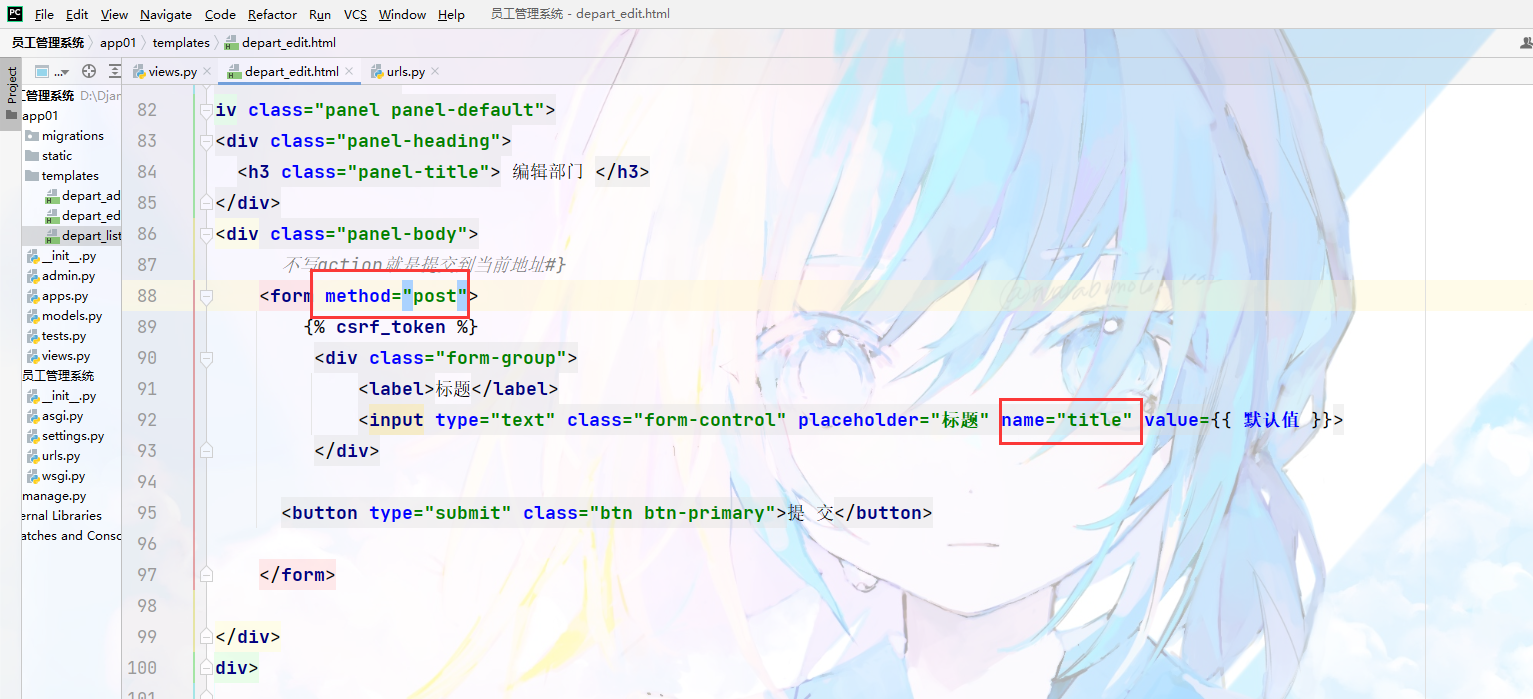 PC File Edit View Navigate Code Refactor Run VCS Window Help 员工管理系统 - depart_edit.html
员工管理系统 app01 templates depart_edit.html
Project
... views.py depart_edit.html urls.py
工管理系统 D:\Djan
app01
migrations
static
templates
depart_ad
depart_ed
depart_list
__init__.py
admin.py
apps.py
models.py
tests.py
views.py
员工管理系统
__init__.py
asgi.py
settings.py
urls.py
wsgi.py
manage.py
ernal Libraries
atches and Consc
82 iv class="panel panel-default">
83 <div class="panel-heading">
84 <h3 class="panel-title"> 编辑部门 </h3>
85 </div>
86 <div class="panel-body">
87 不写action就是提交到当前地址#}
88 <form method="post">
89 {% csrf_token %}
90 <div class="form-group">
91 <label>标题</label>
92 <input type="text" class="form-control" placeholder="标题" name="title" value={{ 默认值 }}>
93 </div>
94
95 <button type="submit" class="btn btn-primary">提 交</button>
96
97 </form>
98
99 </div>
100 div>
101